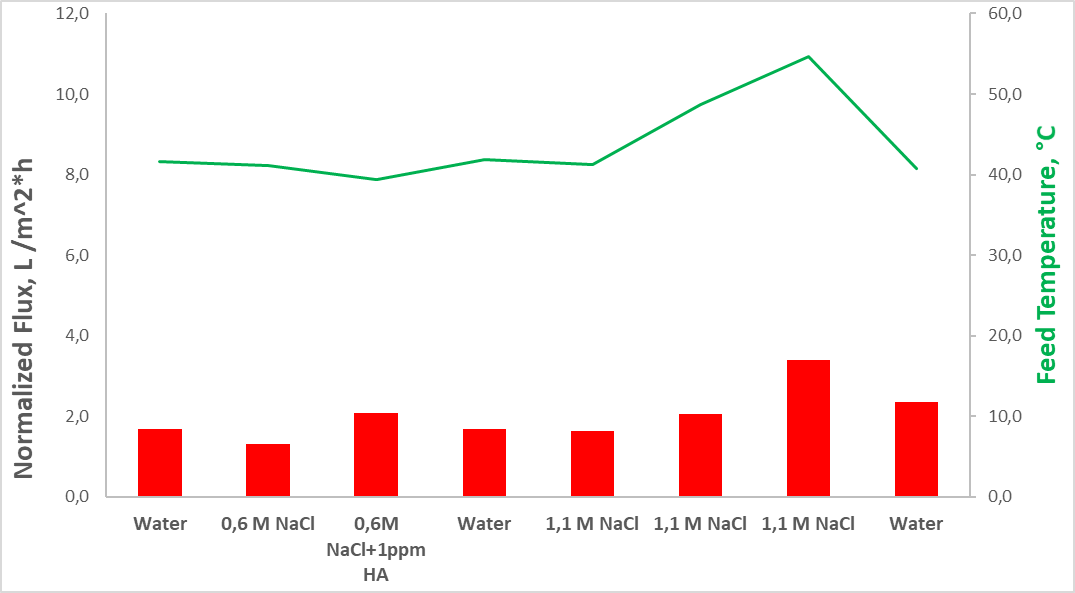 12,0
10,0
8,0
6,0
4,0
2,0
0,0
Normalized Flux, L /m^2*h
60,0
50,0
40,0
30,0
20,0
10,0
0,0
Feed Temperature, °C
Water
0,6 M NaCl
0,6M
NaCl+1ppm
HA
Water
1,1 M NaCl
1,1 M NaCl
1,1 M NaCl
Water